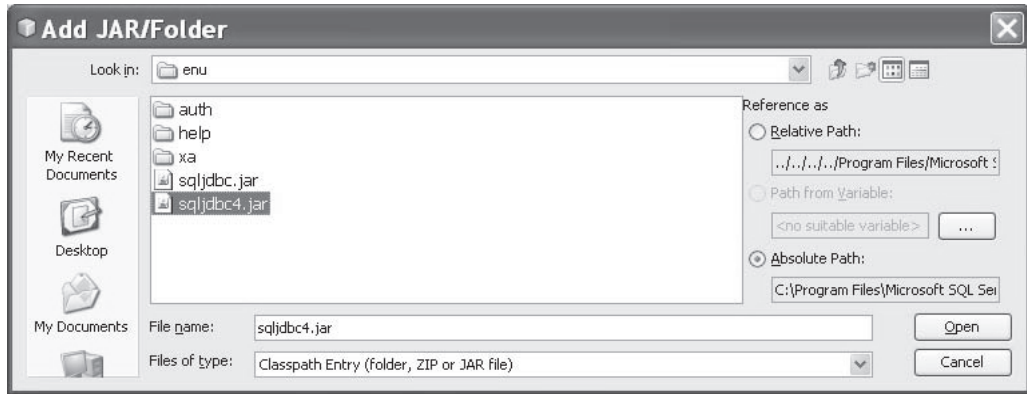 Add JAR/Folder
Look in:
enu
My Recent
Documents
Desktop
My Documents
auth
help
xa
sqljdbc.jar
sqljdbc4.jar
Reference as
Relative Path:
../../../../Program Files/Microsoft S
Path from Variable:
<no suitable variable>
...
Absolute Path:
C:\Program Files\Microsoft SQL Ser
File name:
sqljdbc4.jar
Open
Files of type:
Classpath Entry (folder, ZIP or JAR file)
Cancel